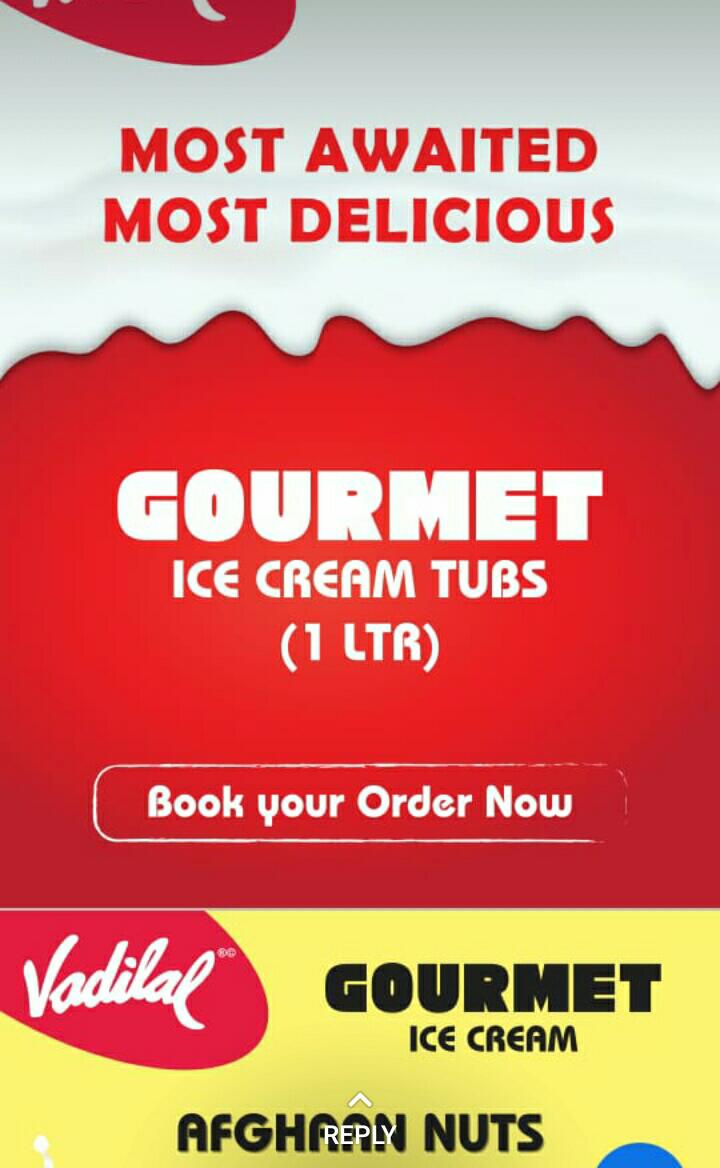 MOST AWAITED
MOST DELICIOUS
GOURMET
ICE CREAM TUBS
(1 LTR)
Book your Order Now
Vadilal ®©
GOURMET
ICE CREAM
AFGHAAN NUTS
REPLY